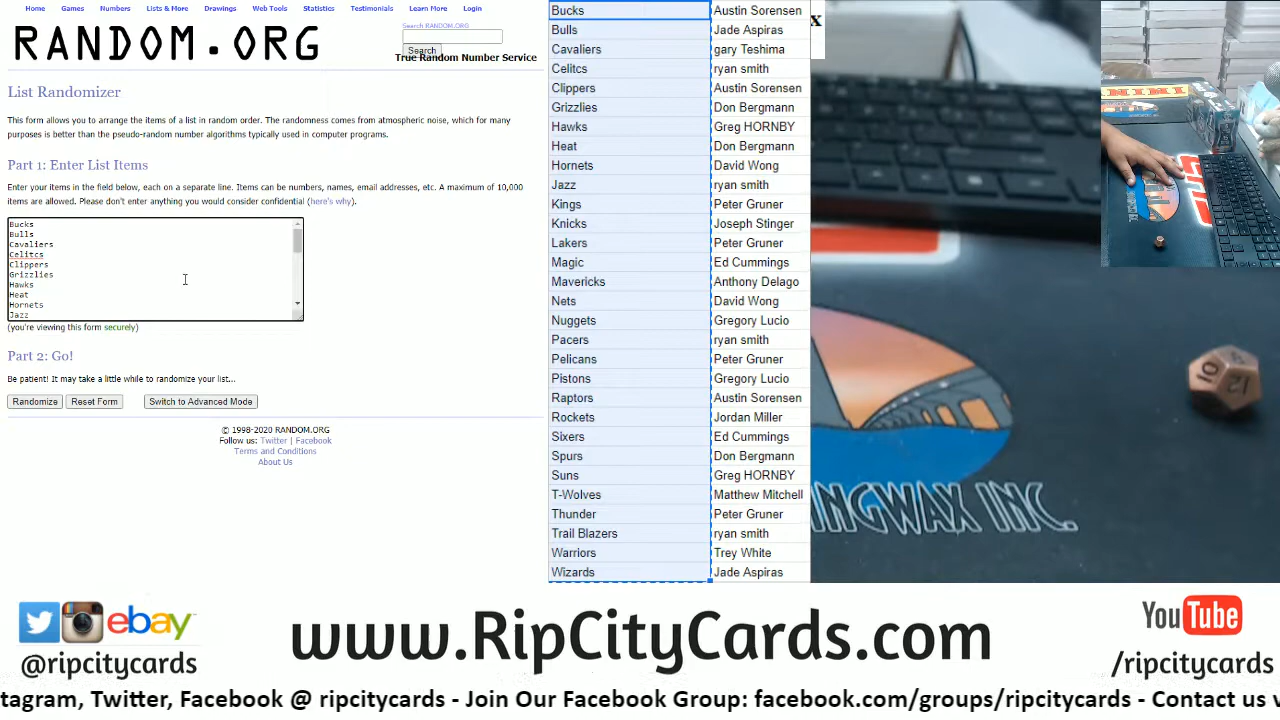 Home Games Numbers Lists & More Drawings Web Tools Statistics Testimonials Learn More Login
Search RANDOM.ORG
RANDOM.ORG
Search
True Random Number Service
List Randomizer
This form allows you to arrange the items of a list in random order. The randomness comes from atmospheric noise, which for many
purposes is better than the pseudo-random number algorithms typically used in computer programs.
Part 1: Enter List Items
Enter your items in the field below, each on a separate line. Items can be numbers, names, email addresses, etc. A maximum of 10,000
items are allowed. Please don't enter anything you would consider confidential (here's why).
Bucks
Bulls
Cavaliers
Celitcs
Clippers
Grizzlies
Hawks
Heat
Hornets
Jazz
(you're viewing this form securely)
Part 2: Go!
Be patient! It may take a little while to randomize your list...
Randomize Reset Form Switch to Advanced Mode
© 1998-2020 RANDOM.ORG
Follow us: Twitter | Facebook
Terms and Conditions
About Us
Bucks Austin Sorensen
Bulls Jade Aspiras
Cavaliers gary Teshima
Celitcs ryan smith
Clippers Austin Sorensen
Grizzlies Don Bergmann
Hawks Greg HORNBY
Heat Don Bergmann
Hornets David Wong
Jazz ryan smith
Kings Peter Gruner
Knicks Joseph Stinger
Lakers Peter Gruner
Magic Ed Cummings
Mavericks Anthony Delago
Nets David Wong
Nuggets Gregory Lucio
Pacers ryan smith
Pelicans Peter Gruner
Pistons Gregory Lucio
Raptors Austin Sorensen
Rockets Jordan Miller
Sixers Ed Cummings
Spurs Don Bergmann
Suns Greg HORNBY
T-Wolves Matthew Mitchell
Thunder Peter Gruner
Trail Blazers ryan smith
Warriors Trey White
Wizards Jade Aspiras
x
10
12
INGWAX INC.
ebay
@ripcitycards
www.RipCityCards.com
YouTube
/ripcitycards
stagram, Twitter, Facebook @ ripcitycards - Join Our Facebook Group: facebook.com/groups/ripcitycards - Contact us v